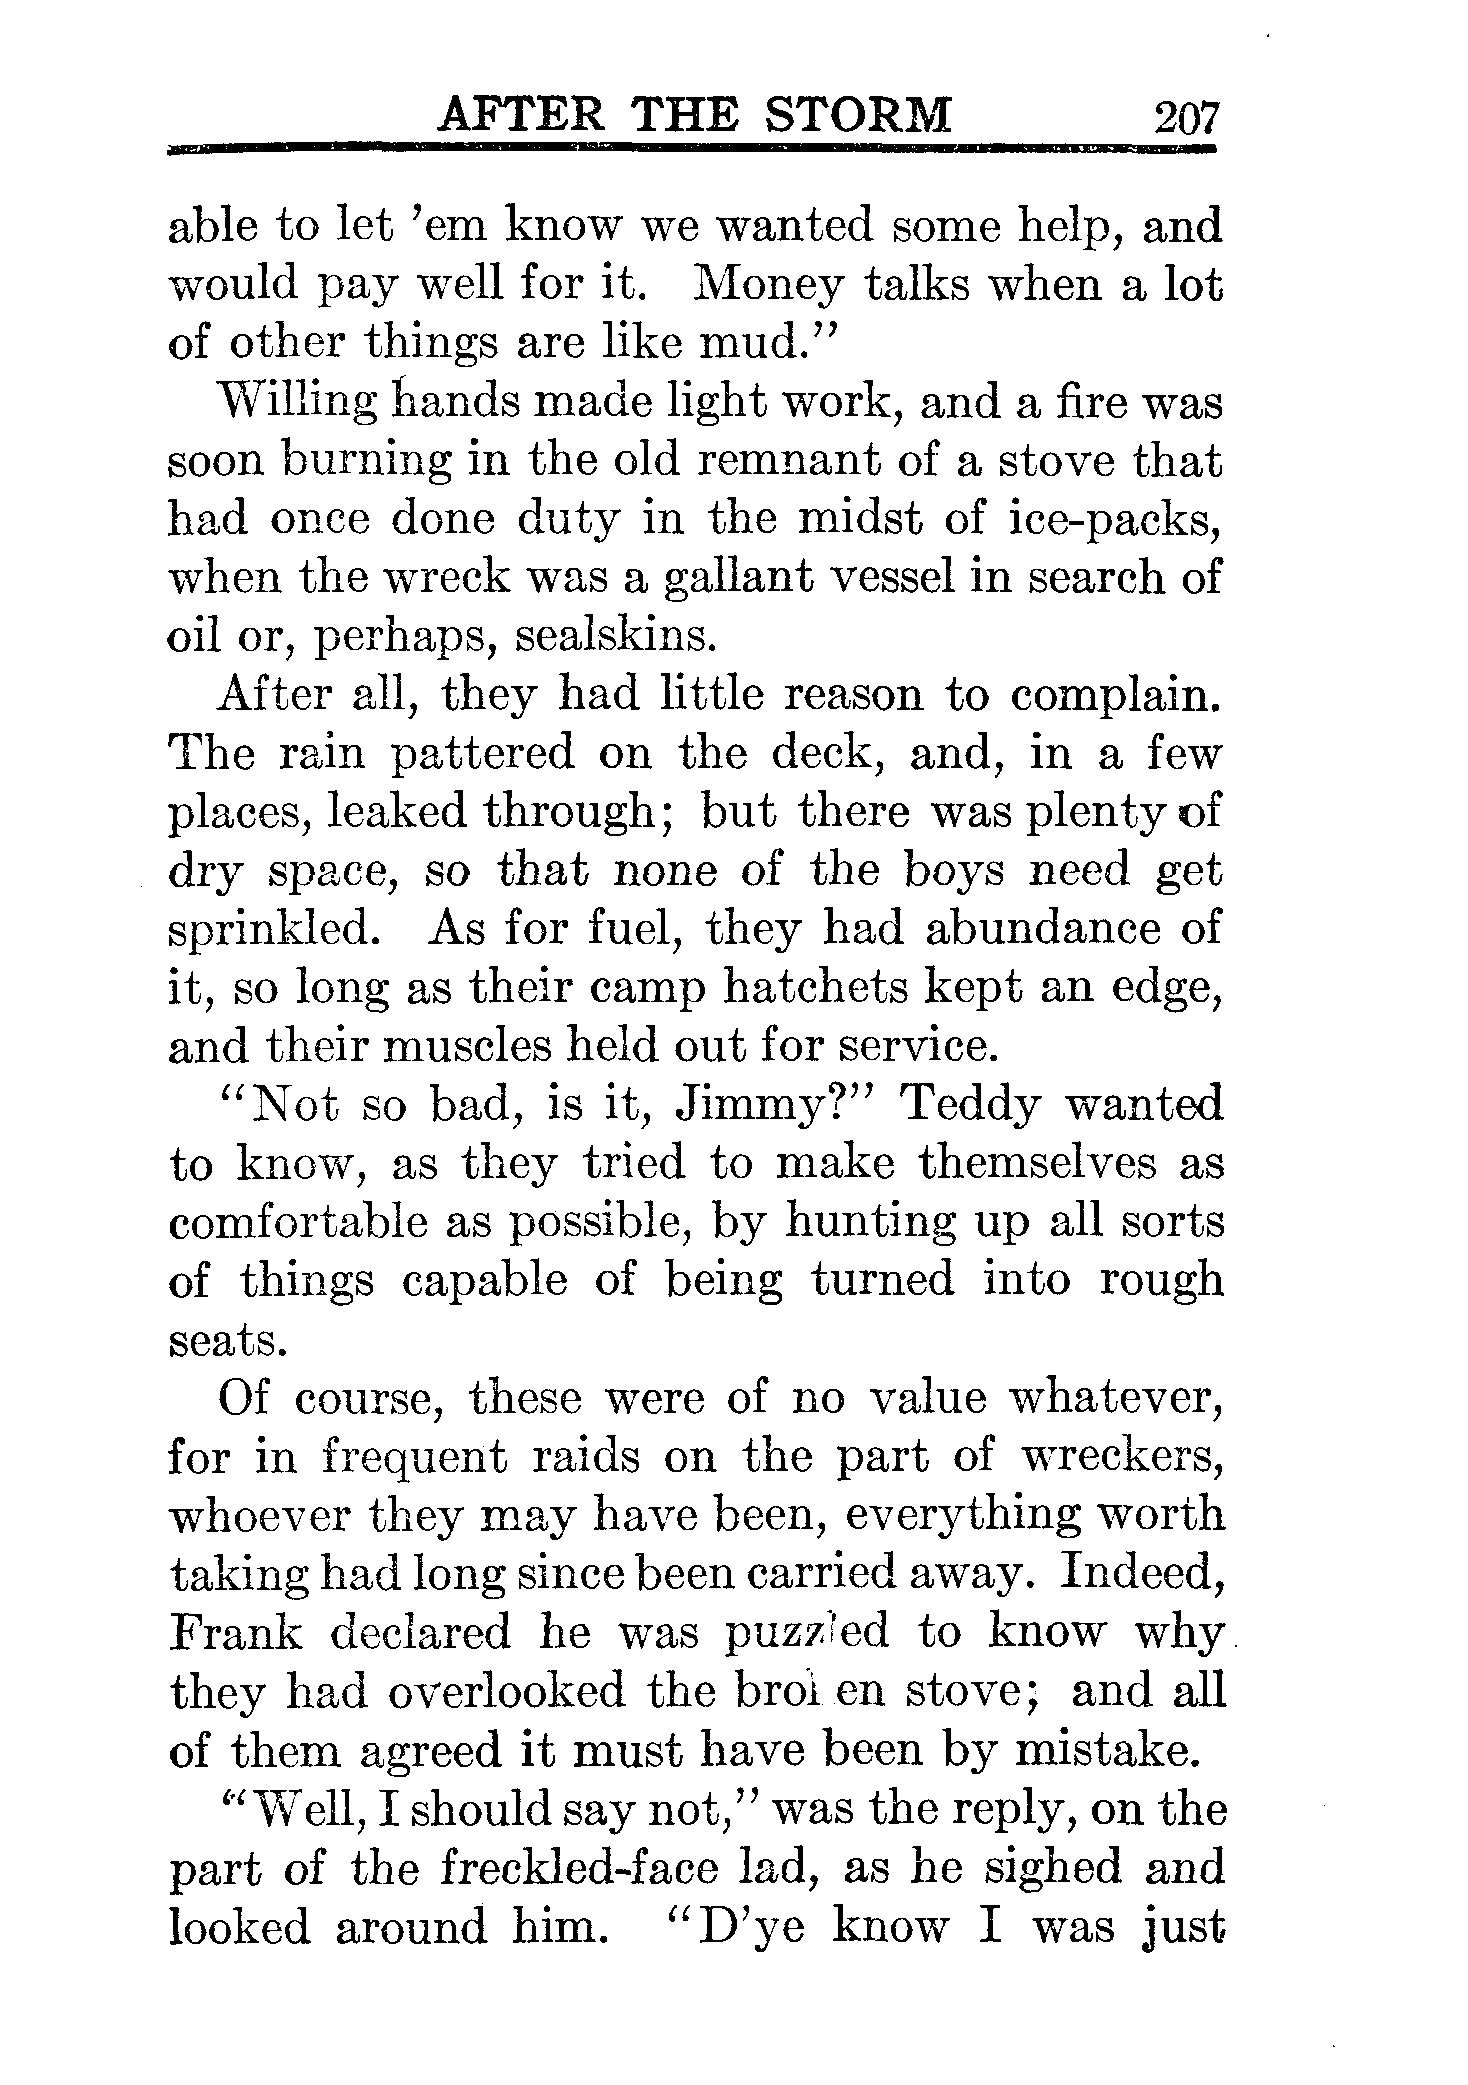 AFTER THE STORM 207
able to let ’em know we wanted some help, and
would pay well for it. Money talks when a lot
of other things are like mud.”
Willing hands made light work, and a fire was
soon burning in the old remnant of a stove that
had once done duty in the midst of ice-packs,
when the wreck was a gallant vessel in search of
oil or, perhaps, sealskins.
After all, they had little reason to complain.
The rain pattered on the deck, and, in a few
places, leaked through; but there was plenty of
dry space, so that none of the boys need get
sprinkled. As for fuel, they had abundance of
it, so long as their camp hatchets kept an edge,
and their muscles held out for service.
“Not so bad, is it, Jimmy?” Teddy wanted
to know, as they tried to make themselves as
comfortable as possible, by hunting up all sorts
of things capable of being turned into rough
seats.
Of course, these were of no value whatever,
for in frequent raids on the part of wreckers,
whoever they may have been, everything worth
taking had long since been carried away. Indeed,
Frank declared he was puzzled to know why
they had overlooked the broken stove; and all
of them agreed it must have been by mistake.
“Well, I should say not,” was the reply, on the
part of the freckled-face lad, as he sighed and
looked around him. “D’ye know I was just